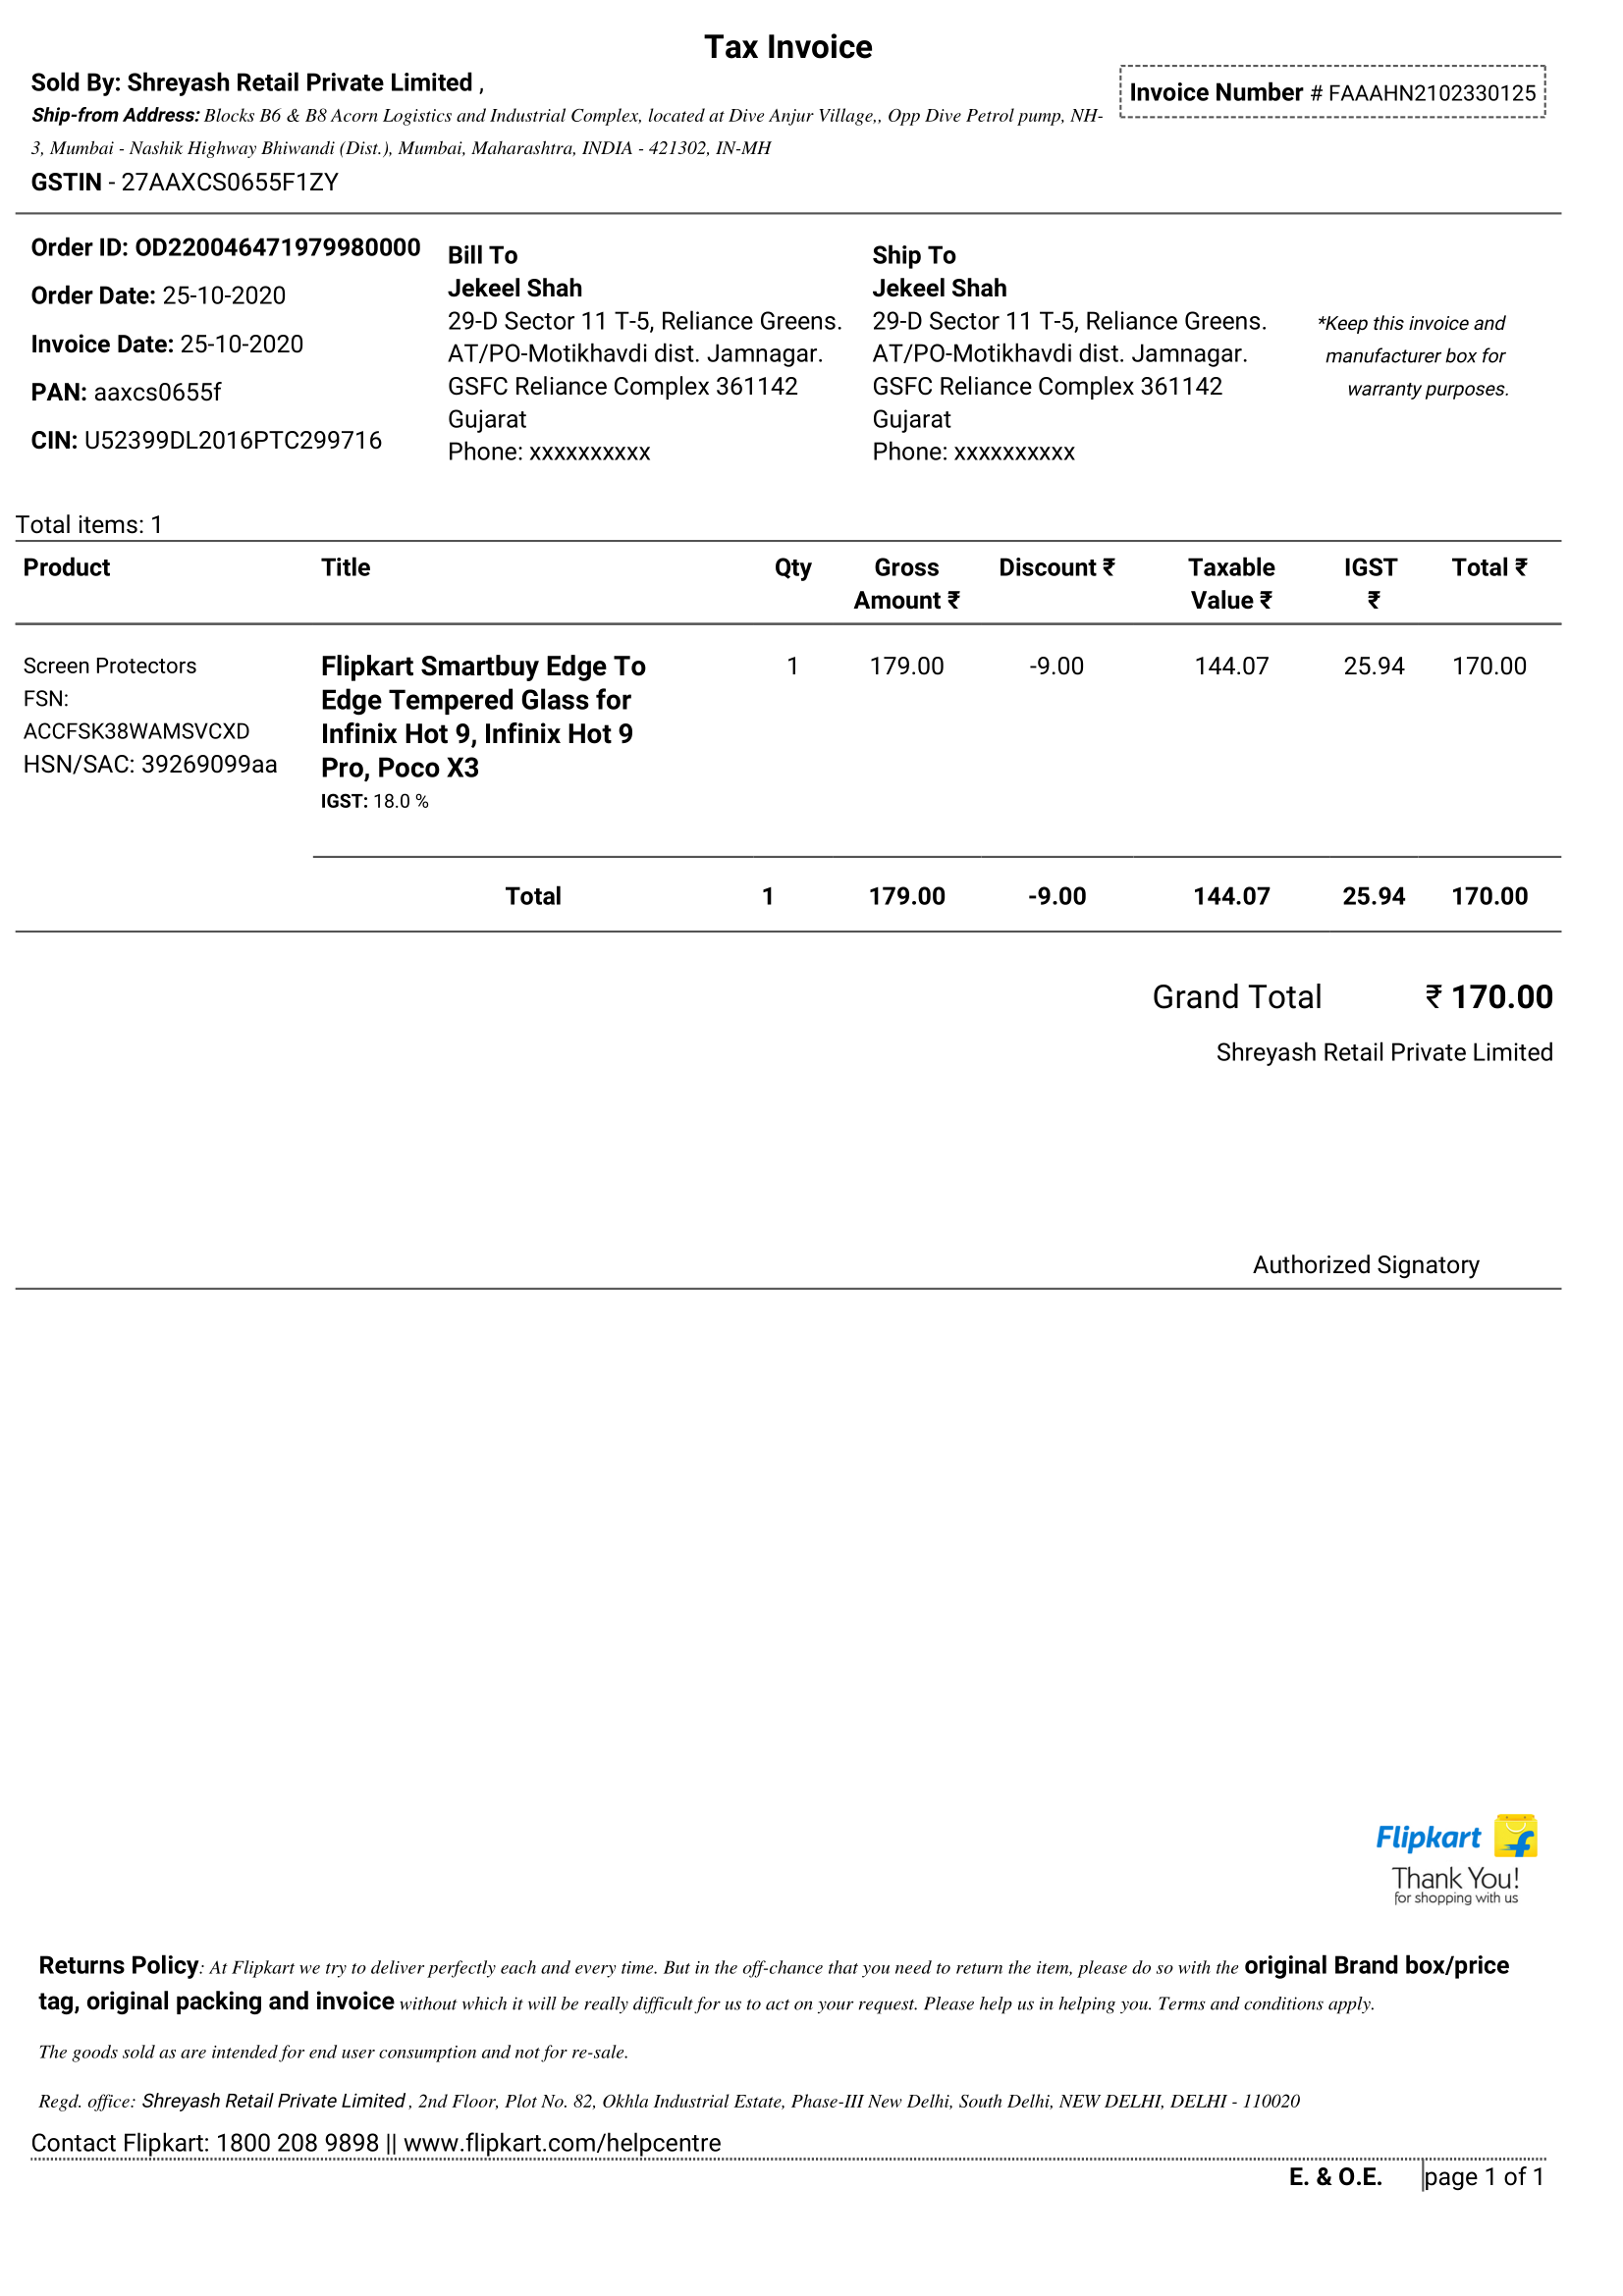 Tax Invoice
Sold By: Shreyash Retail Private Limited ,
Invoice Number # FAAAHN2102330125
Ship-from Address: Blocks B6 & B8 Acorn Logistics and Industrial Complex, located at Dive Anjur Village,, Opp Dive Petrol pump, NH-
3, Mumbai - Nashik Highway Bhiwandi (Dist.), Mumbai, Maharashtra, INDIA - 421302, IN-MH
GSTIN - 27AAXCS0655F1ZY
Order ID: OD220046471979980000
Order Date: 25-10-2020
Invoice Date: 25-10-2020
PAN: aaxcs0655f
CIN: U52399DL2016PTC299716
Bill To
Jekeel Shah
29-D Sector 11 T-5, Reliance Greens.
AT/PO-Motikhavdi dist. Jamnagar.
GSFC Reliance Complex 361142
Gujarat
Phone: xxxxxxxxxx
Ship To
Jekeel Shah
29-D Sector 11 T-5, Reliance Greens.
AT/PO-Motikhavdi dist. Jamnagar.
GSFC Reliance Complex 361142
Gujarat
Phone: xxxxxxxxxx
*Keep this invoice and
manufacturer box for
warranty purposes.
Total items: 1
Product Title Qty Gross Amount ₹ Discount ₹ Taxable Value ₹ IGST ₹ Total ₹
Screen Protectors
FSN:
ACCFSK38WAMSVCXD
HSN/SAC: 39269099aa
Flipkart Smartbuy Edge To
Edge Tempered Glass for
Infinix Hot 9, Infinix Hot 9
Pro, Poco X3
IGST: 18.0 %
1 179.00 -9.00 144.07 25.94 170.00
Total 1 179.00 -9.00 144.07 25.94 170.00
Grand Total ₹ 170.00
Shreyash Retail Private Limited
Authorized Signatory
Flipkart
Thank You!
for shopping with us
Returns Policy: At Flipkart we try to deliver perfectly each and every time. But in the off-chance that you need to return the item, please do so with the original Brand box/price
tag, original packing and invoice without which it will be really difficult for us to act on your request. Please help us in helping you. Terms and conditions apply.
The goods sold as are intended for end user consumption and not for re-sale.
Regd. office: Shreyash Retail Private Limited , 2nd Floor, Plot No. 82, Okhla Industrial Estate, Phase-III New Delhi, South Delhi, NEW DELHI, DELHI - 110020
Contact Flipkart: 1800 208 9898 || www.flipkart.com/helpcentre
E. & O.E. page 1 of 1